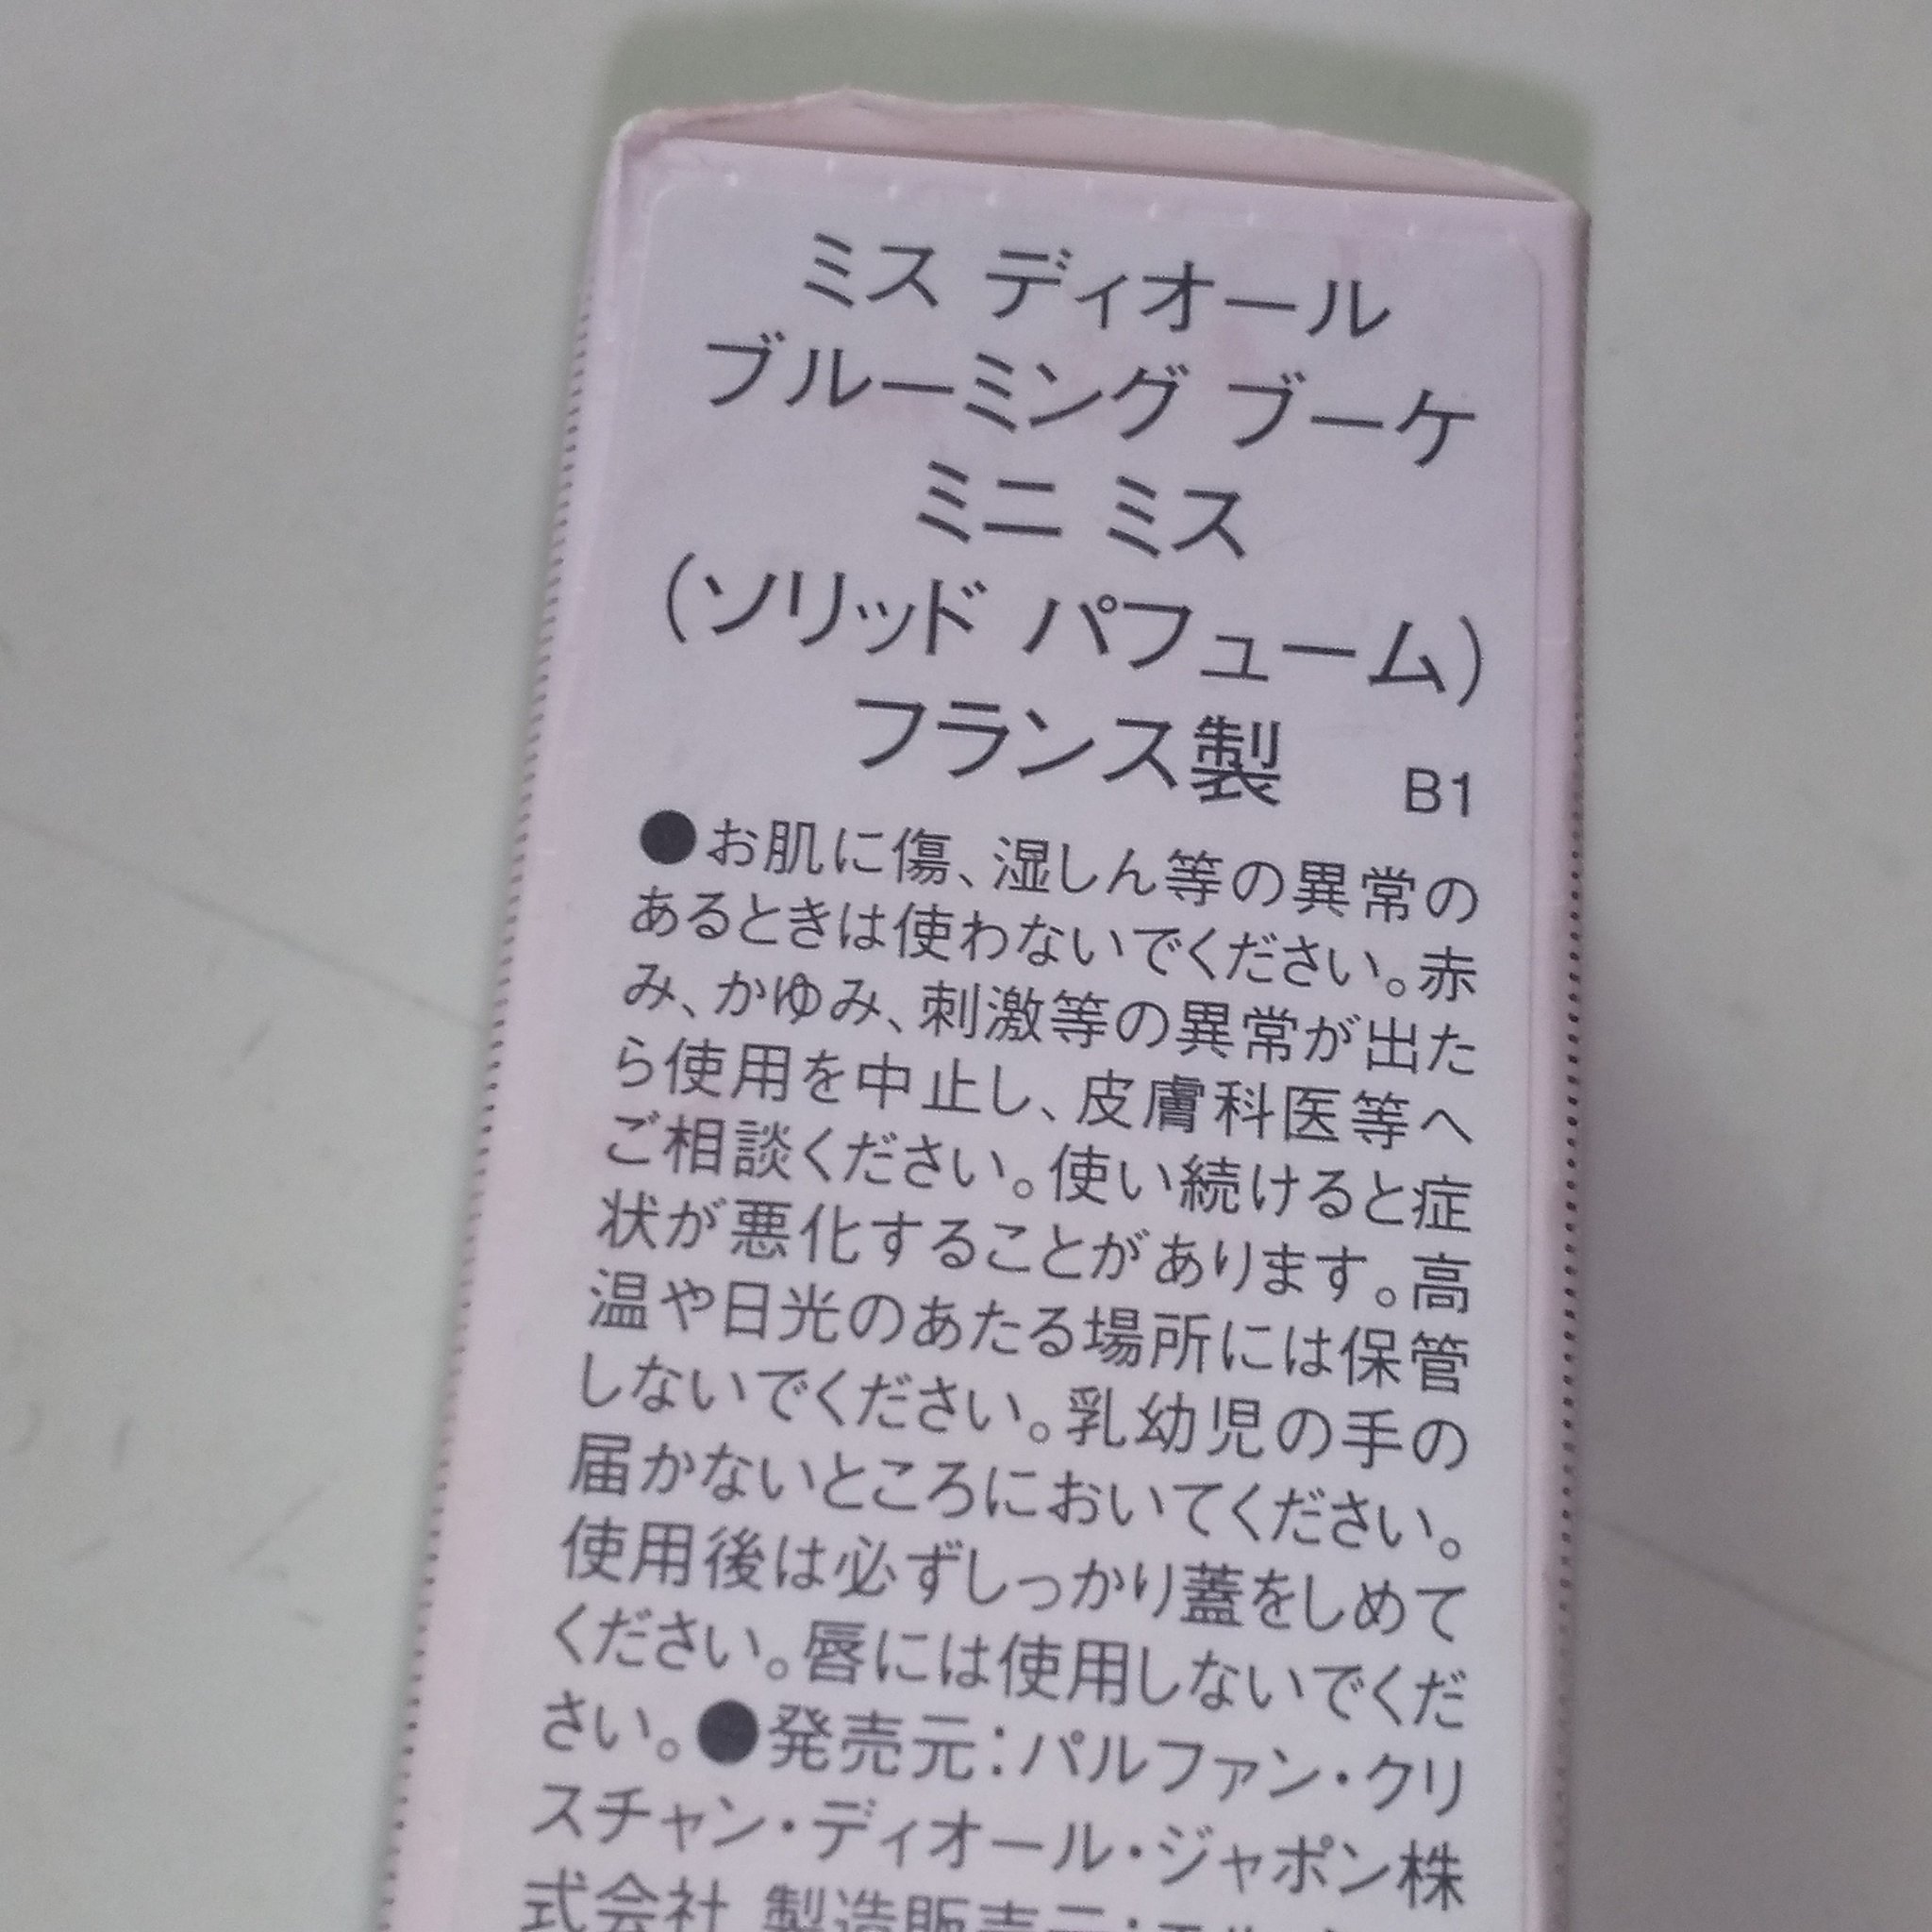 ミス ディオール
ブルーミング ブーケ
ミニ ミス
(ソリッド パフューム)
フランス製 B1
●お肌に傷、湿しん等の異常の
あるときは使わないでください。赤
み、かゆみ、刺激等の異常が出た
ら使用を中止し、皮膚科医等へ
ご相談ください。使い続けると症
状が悪化することがあります。高
温や日光のあたる場所には保管
しないでください。乳幼児の手の
届かないところにおいてください。
使用後は必ずしっかり蓋をしめて
ください。唇には使用しないでくだ
さい。●発売元:パルファン・クリ
スチャン・ディオール・ジャポン株
式会社 製造販売元: